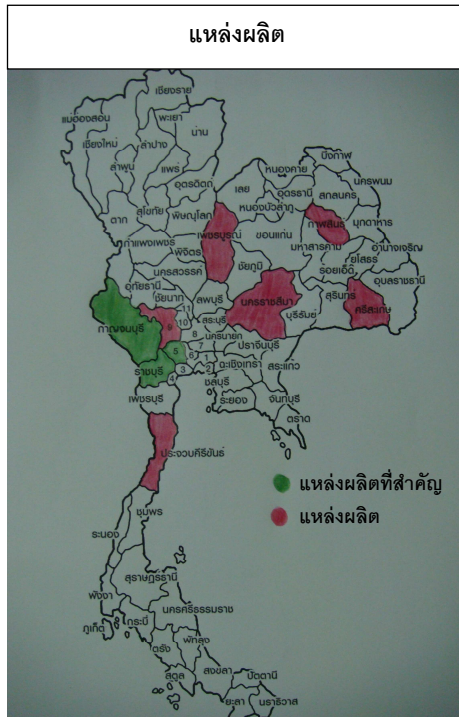 แหล่งผลิต
เชียงราย
แม่ฮ่องสอน
พะเยา
เชียงใหม่
ลำปาง
น่าน
ลำพูน
แพร่
อุตรดิตถ์
ตาก
สุโขทัย
พิษณุโลก
เพชรบูรณ์
กำแพงเพชร
พิจิตร
นครสวรรค์
อุทัยธานี
ชัยนาท
ลพบุรี
ชัยภูมิ
เลย
หนองคาย
บึงกาฬ
อุดรธานี
หนองบัวลำภู
สกลนคร
นครพนม
ขอนแก่น
กาฬสินธุ์
มุกดาหาร
มหาสารคาม
ร้อยเอ็ด
ยโสธร
อำนาจเจริญ
อุบลราชธานี
นครราชสีมา
บุรีรัมย์
สุรินทร์
ศรีสะเกษ
กาญจนบุรี
9
11
10
8
สระบุรี
นครนายก
5
7
6
1
ปราจีนบุรี
ราชบุรี
3
2
4
ฉะเชิงเทรา
สระแก้ว
เพชรบุรี
ชลบุรี
ระยอง
จันทบุรี
ตราด
ประจวบคีรีขันธ์
แหล่งผลิตที่สำคัญ
แหล่งผลิต
ชุมพร
ระนอง
สุราษฎร์ธานี
พังงา
นครศรีธรรมราช
ภูเก็ต
กระบี่
ตรัง
พัทลุง
สตูล
สงขลา
ปัตตานี
ยะลา
นราธิวาส